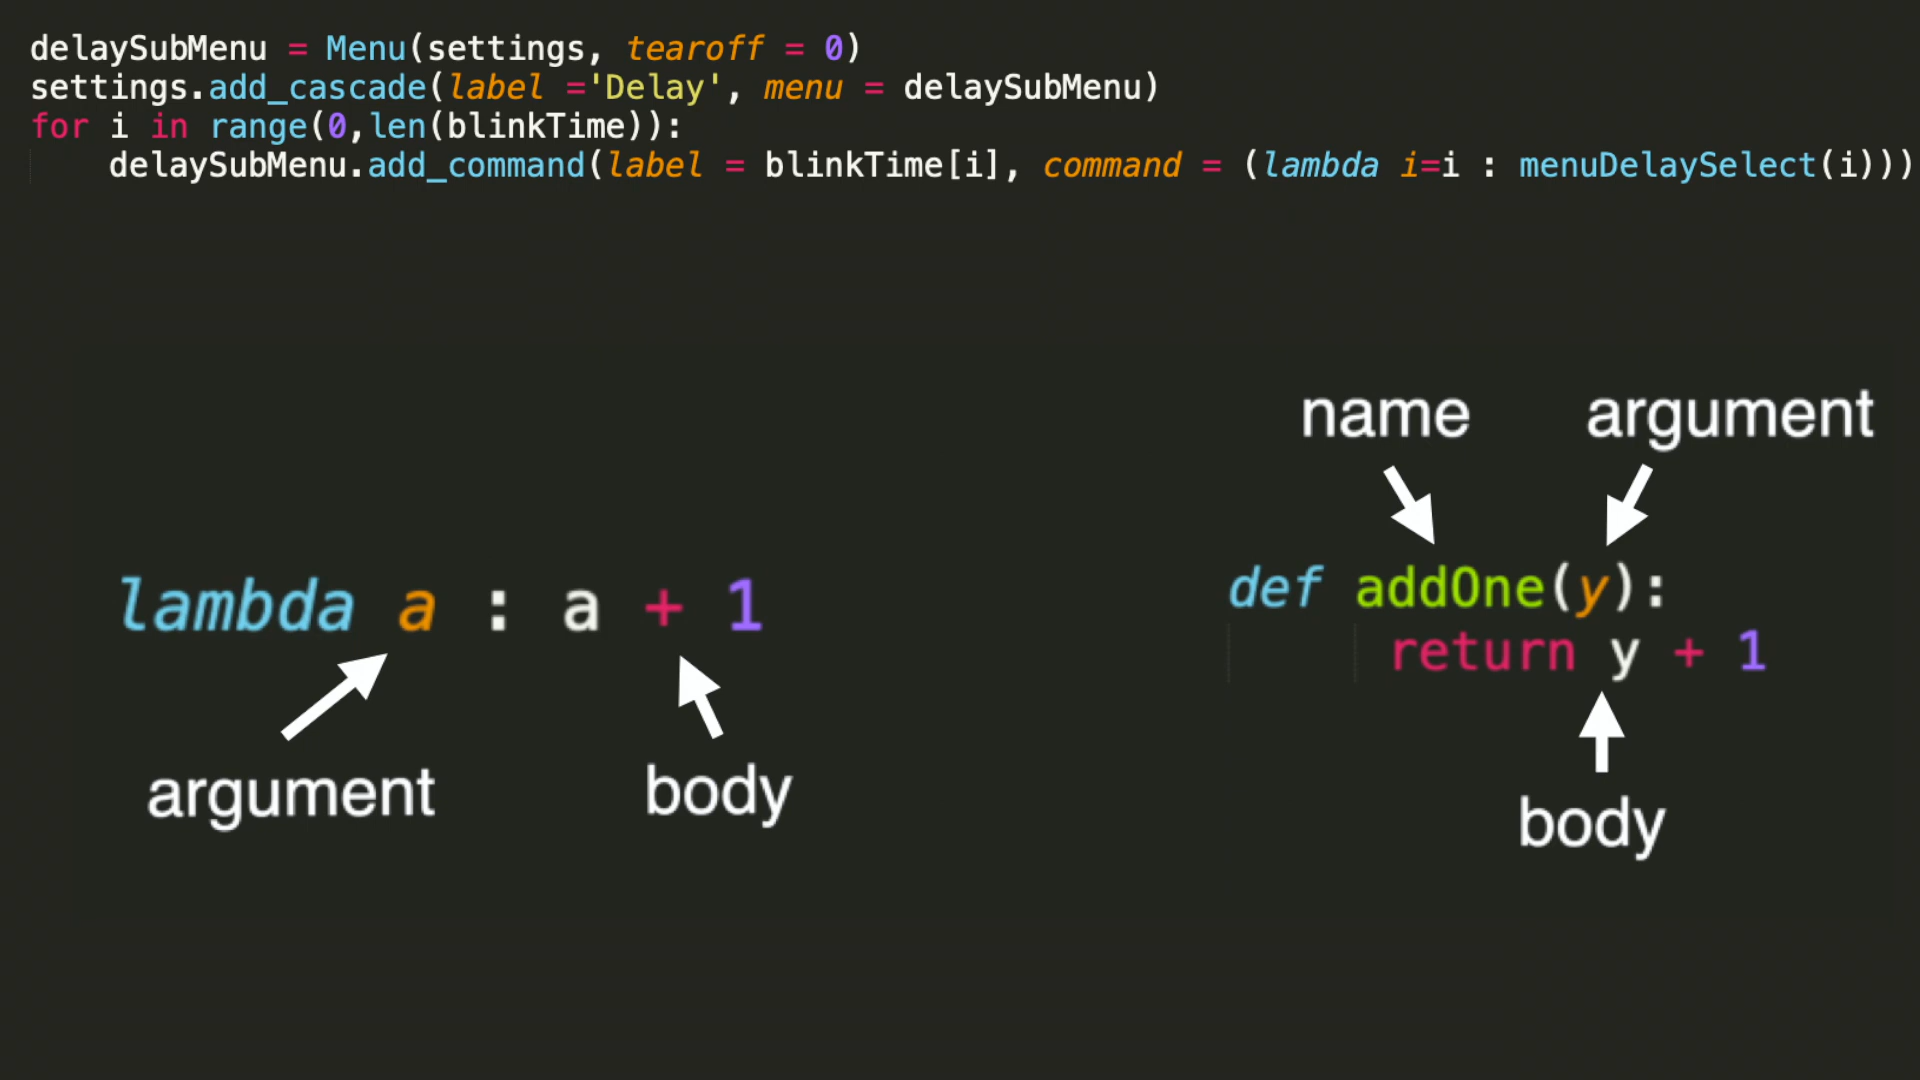 delaySubMenu = Menu(settings, tearoff = 0)
settings.add_cascade(label ='Delay', menu = delaySubMenu)
for i in range(0,len(blinkTime)):
    delaySubMenu.add_command(label = blinkTime[i], command = (lambda i=i : menuDelaySelect(i)))
name argument
lambda a : a + 1
argument body
def addOne(y):
    return y + 1
body